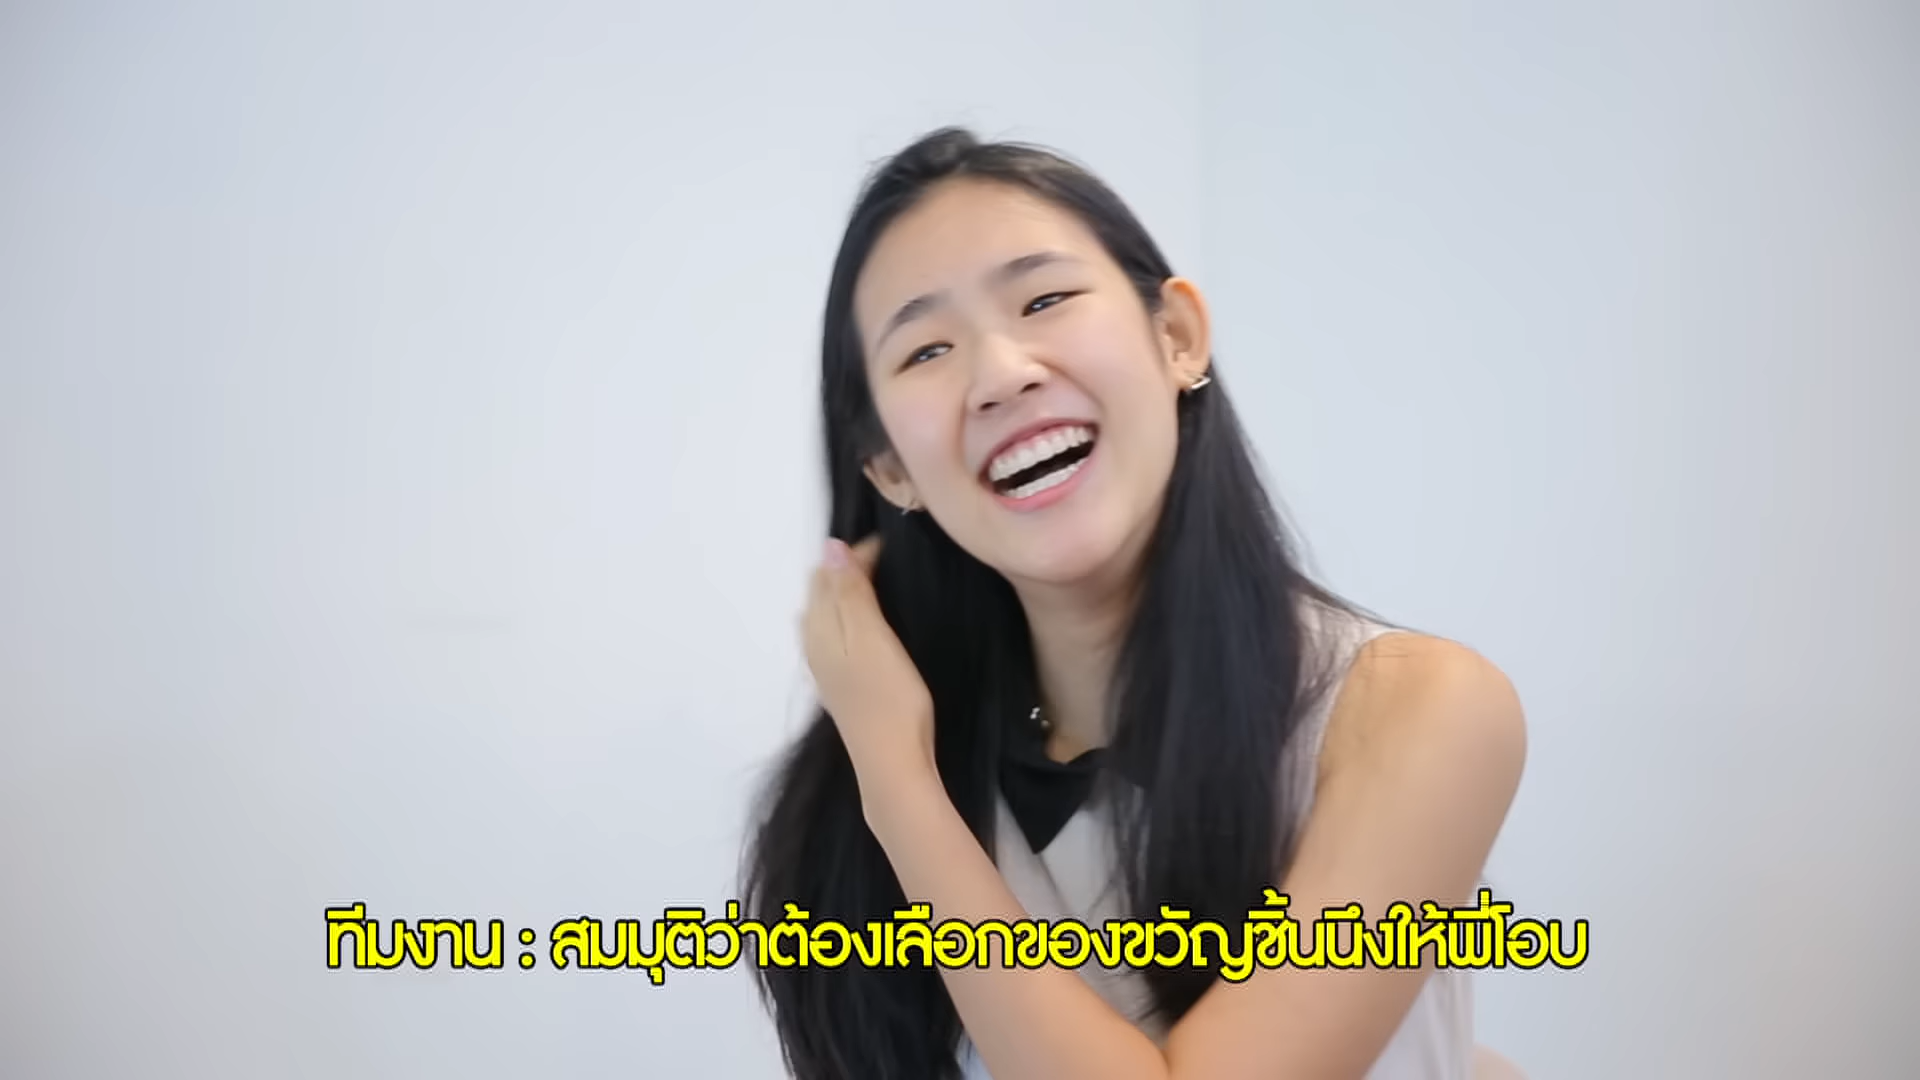 ทีมงาน : สมมุติว่าต้องเลือกของขวัญชิ้นนึงให้พี่โอบ